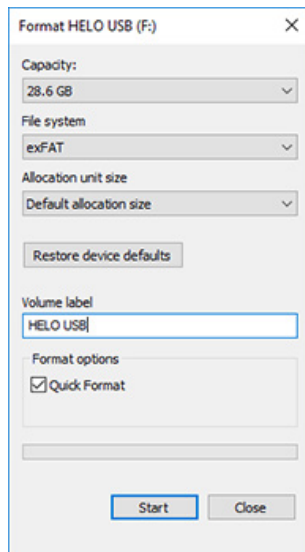 Format HELO USB (F:)
Capacity:
28.6 GB
File system
exFAT
Allocation unit size
Default allocation size
Restore device defaults
Volume label
HELO USB
Format options
Quick Format
Start
Close